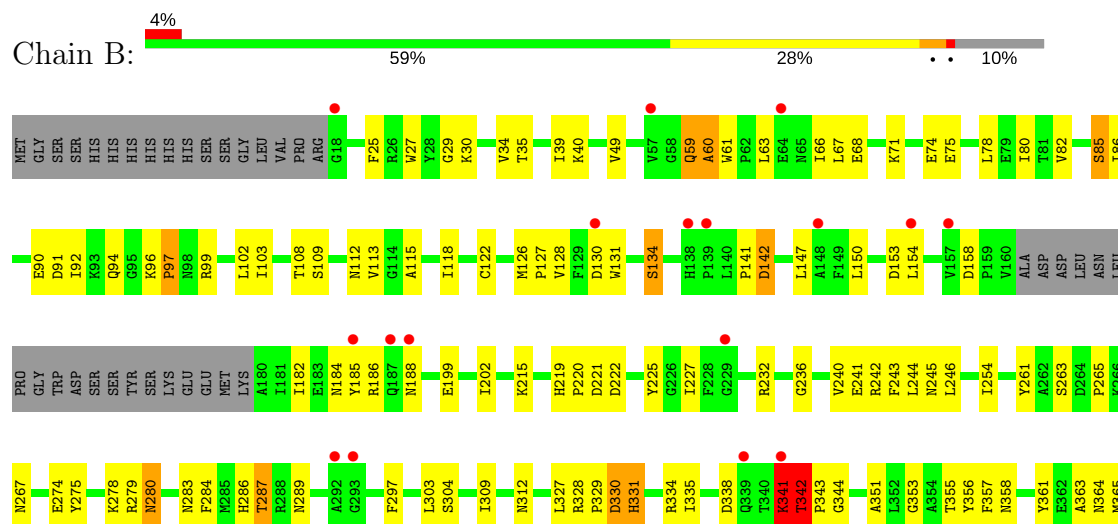 4%
Chain B:
59% 28% • • 10%
MET GLY SER SER HIS HIS HIS HIS HIS HIS SER SER GLY LEU VAL PRO ARG G18 F25 R26 W27 Y28 G29 K30 V34 T35 I39 K40 V49 V57 G58 Q59 A60 W61 P62 L63 E64 N65 I66 L67 E68 K71 E74 E75 L78 E79 I80 T81 V82 S85 I86
E90 D91 I92 K93 Q94 G95 K96 P97 N98 R99 L102 I103 T108 S109 N112 V113 G114 A115 I118 C122 M126 P127 V128 F129 D130 W131 S134 H138 P139 L140 P141 D142 L147 A148 F149 L150 D153 L154 V157 D158 P159 V160 ALA ASP ASP LEU ASN LEU
PRO GLY TRP ASP SER SER TYR SER LYS GLU GLU MET LYS A180 I181 I182 E183 N184 Y185 R186 Q187 N188 E199 I202 K215 H219 P220 D221 D222 Y225 G226 I227 F228 G229 R232 G236 V240 E241 R242 F243 L244 N245 L246 I254 Y261 A262 S263 D264 P265 K266
N267 E274 Y275 K278 R279 N280 N283 F284 M285 H286 T287 R288 N289 A292 G293 F297 L303 S304 I309 N312 L327 R328 P329 D330 H331 R334 I335 D338 Q339 T340 K341 T342 P343 G344 A351 L352 G353 A354 T355 Y356 F357 N358 Y361 E362 A363 N364